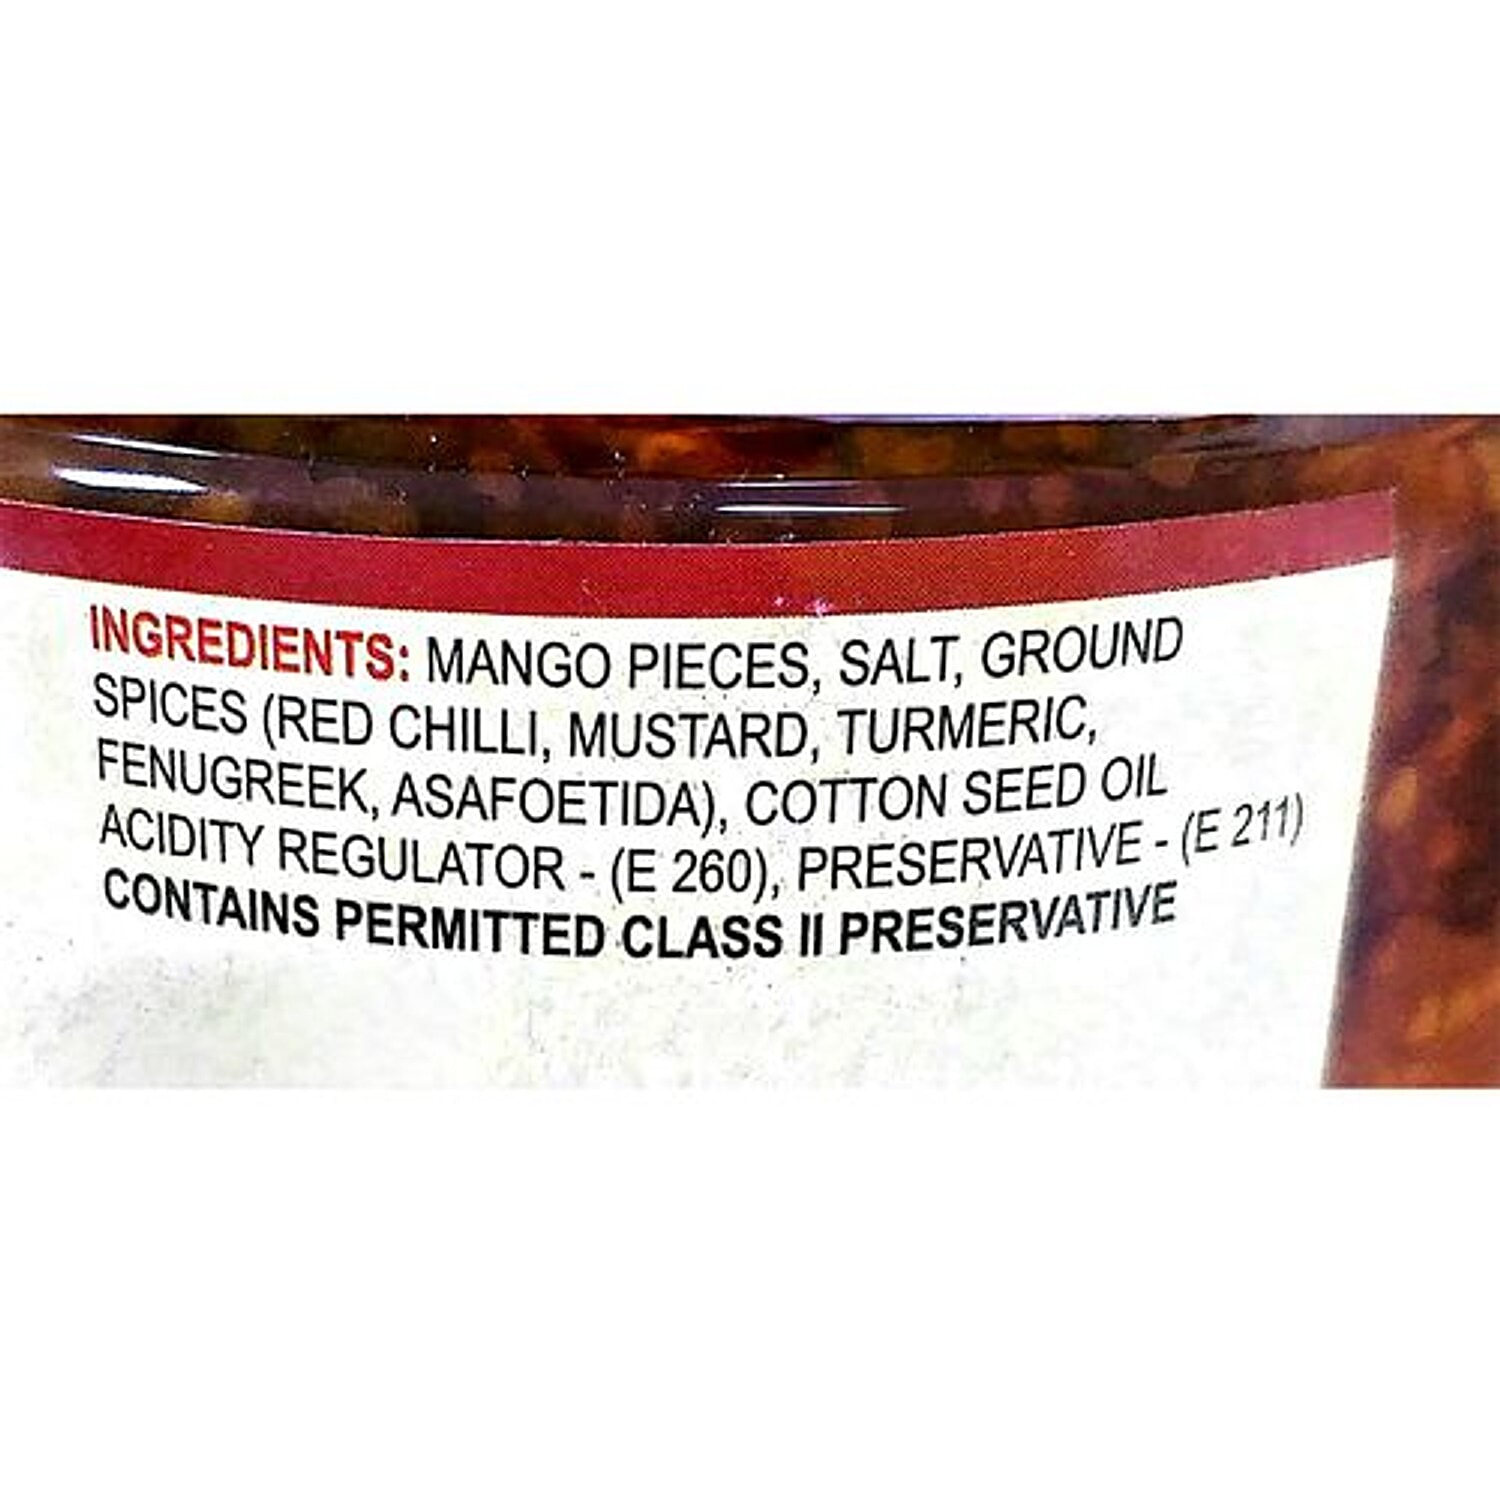 INGREDIENTS: MANGO PIECES, SALT, GROUND
SPICES (RED CHILLI, MUSTARD, TURMERIC,
FENUGREEK, ASAFOETIDA), COTTON SEED OIL
ACIDITY REGULATOR - (E 260), PRESERVATIVE - (E 211)
CONTAINS PERMITTED CLASS II PRESERVATIVE